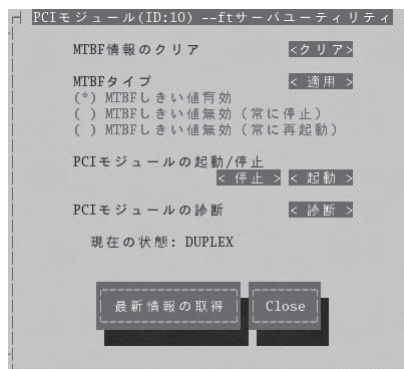 PCIモジュール(ID:10) --ftサーバユーティリティ
MTBF情報のクリア <クリア>
MTBFタイプ < 適用 >
(*) MTBFしきい値有効
( ) MTBFしきい値無効（常に停止）
( ) MTBFしきい値無効（常に再起動）
PCIモジュールの起動/停止
< 停止 > < 起動 >
PCIモジュールの診断 < 診断 >
現在の状態: DUPLEX
最新情報の取得 Close